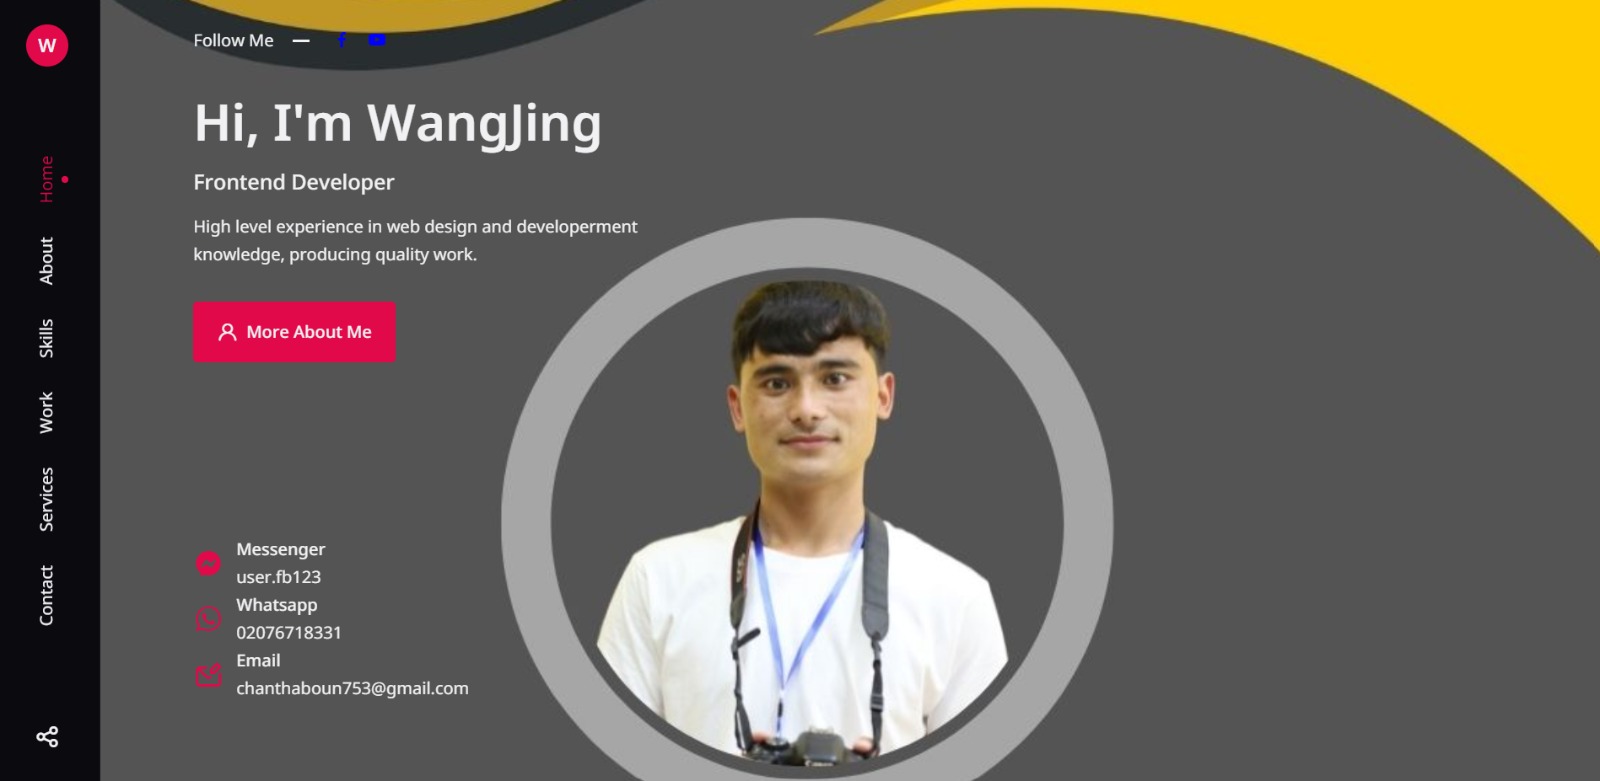 W
Home
About
Skills
Work
Services
Contact
Follow Me
Hi, I'm WangJing
Frontend Developer
High level experience in web design and developerment
knowledge, producing quality work.
More About Me
Messenger
user.fb123
Whatsapp
02076718331
Email
chanthaboun753@gmail.com